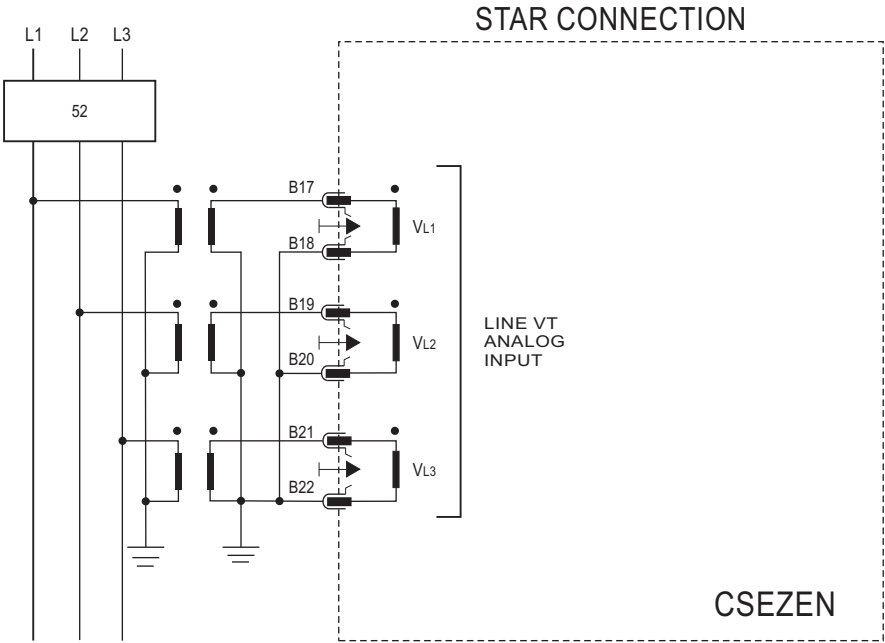 STAR CONNECTION
L1 L2 L3
52
B17
VL1
B18
B19
VL2
B20
LINE VT
ANALOG
INPUT
B21
VL3
B22
CSEZEN